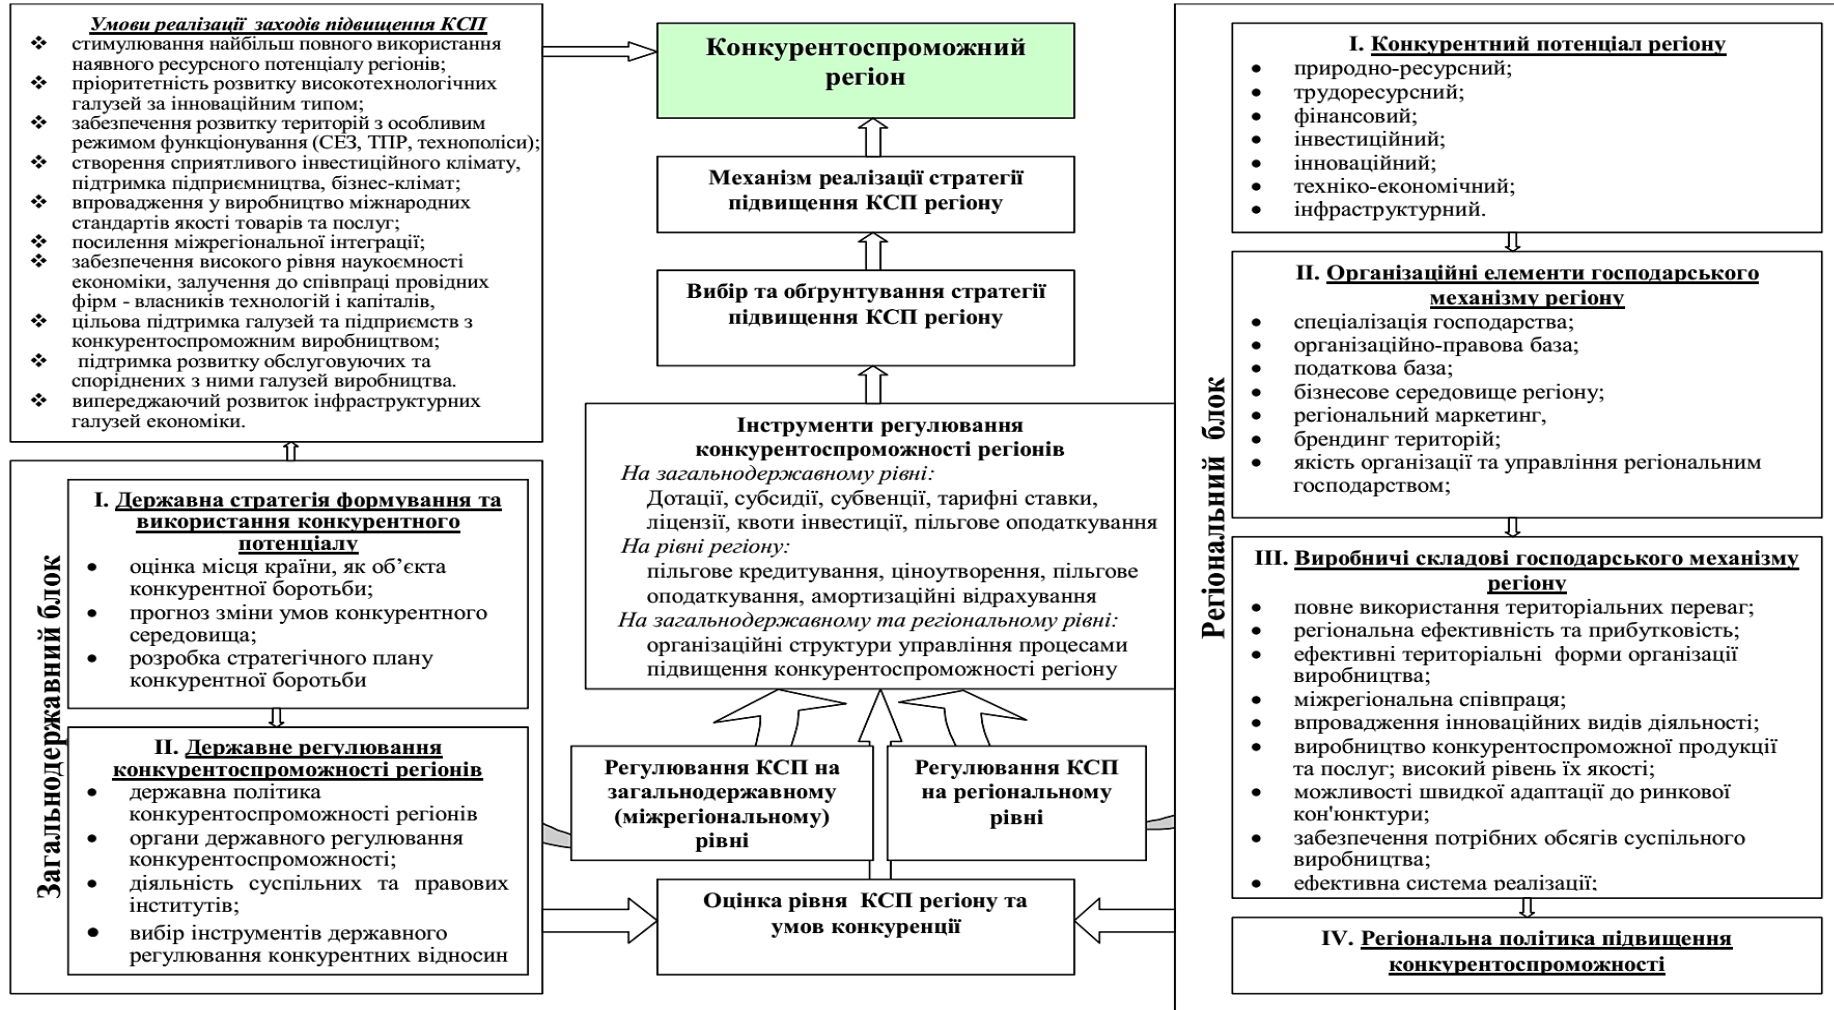 Умови реалізації заходів підвищення КСП
❖ стимулювання найбільш повного використання
наявного ресурсного потенціалу регіонів;
❖ пріоритетність розвитку високотехнологічних
галузей за інноваційним типом;
❖ забезпечення розвитку територій з особливим
режимом функціонування (СЕЗ, ТПР, технополіси);
❖ створення сприятливого інвестиційного клімату,
підтримка підприємництва, бізнес-клімат;
❖ впровадження у виробництво міжнародних
стандартів якості товарів та послуг;
❖ посилення міжрегіональної інтеграції;
❖ забезпечення високого рівня наукоємності
економіки, залучення до співпраці провідних
фірм - власників технологій і капіталів,
❖ цільова підтримка галузей та підприємств з
конкурентоспроможним виробництвом;
❖ підтримка розвитку обслуговуючих та
споріднених з ними галузей виробництва.
❖ випереджаючий розвиток інфраструктурних
галузей економіки.
Загальнодержавний блок
І. Державна стратегія формування та
використання конкурентного
потенціалу
• оцінка місця країни, як об’єкта
конкурентної боротьби;
• прогноз зміни умов конкурентного
середовища;
• розробка стратегічного плану
конкурентної боротьби
ІІ. Державне регулювання
конкурентоспроможності регіонів
• державна політика
конкурентоспроможності регіонів
• органи державного регулювання
конкурентоспроможності;
• діяльність суспільних та правових
інститутів;
• вибір інструментів державного
регулювання конкурентних відносин
Конкурентоспроможний
регіон
Механізм реалізації стратегії
підвищення КСП регіону
Вибір та обґрунтування стратегії
підвищення КСП регіону
Інструменти регулювання
конкурентоспроможності регіонів
На загальнодержавному рівні:
Дотації, субсидії, субвенції, тарифні ставки,
ліцензії, квоти інвестиції, пільгове оподаткування
На рівні регіону:
пільгове кредитування, ціноутворення, пільгове
оподаткування, амортизаційні відрахування
На загальнодержавному та регіональному рівні:
організаційні структури управління процесами
підвищення конкурентоспроможності регіону
Регулювання КСП на
загальнодержавному
(міжрегіональному)
рівні
Регулювання КСП
на регіональному
рівні
Оцінка рівня КСП регіону та
умов конкуренції
Регіональний блок
І. Конкурентний потенціал регіону
• природно-ресурсний;
• трудоресурсний;
• фінансовий;
• інвестиційний;
• інноваційний;
• техніко-економічний;
• інфраструктурний.
ІІ. Організаційні елементи господарського
механізму регіону
• спеціалізація господарства;
• організаційно-правова база;
• податкова база;
• бізнесове середовище регіону;
• регіональний маркетинг,
• брендинг територій;
• якість організації та управління регіональним
господарством;
ІІІ. Виробничі складові господарського механізму
регіону
• повне використання територіальних переваг;
• регіональна ефективність та прибутковість;
• ефективні територіальні форми організації
виробництва;
• міжрегіональна співпраця;
• впровадження інноваційних видів діяльності;
• виробництво конкурентоспроможної продукції
та послуг; високий рівень їх якості;
• можливості швидкої адаптації до ринкової
кон'юнктури;
• забезпечення потрібних обсягів суспільного
виробництва;
• ефективна система реалізації;
IV. Регіональна політика підвищення
конкурентоспроможності